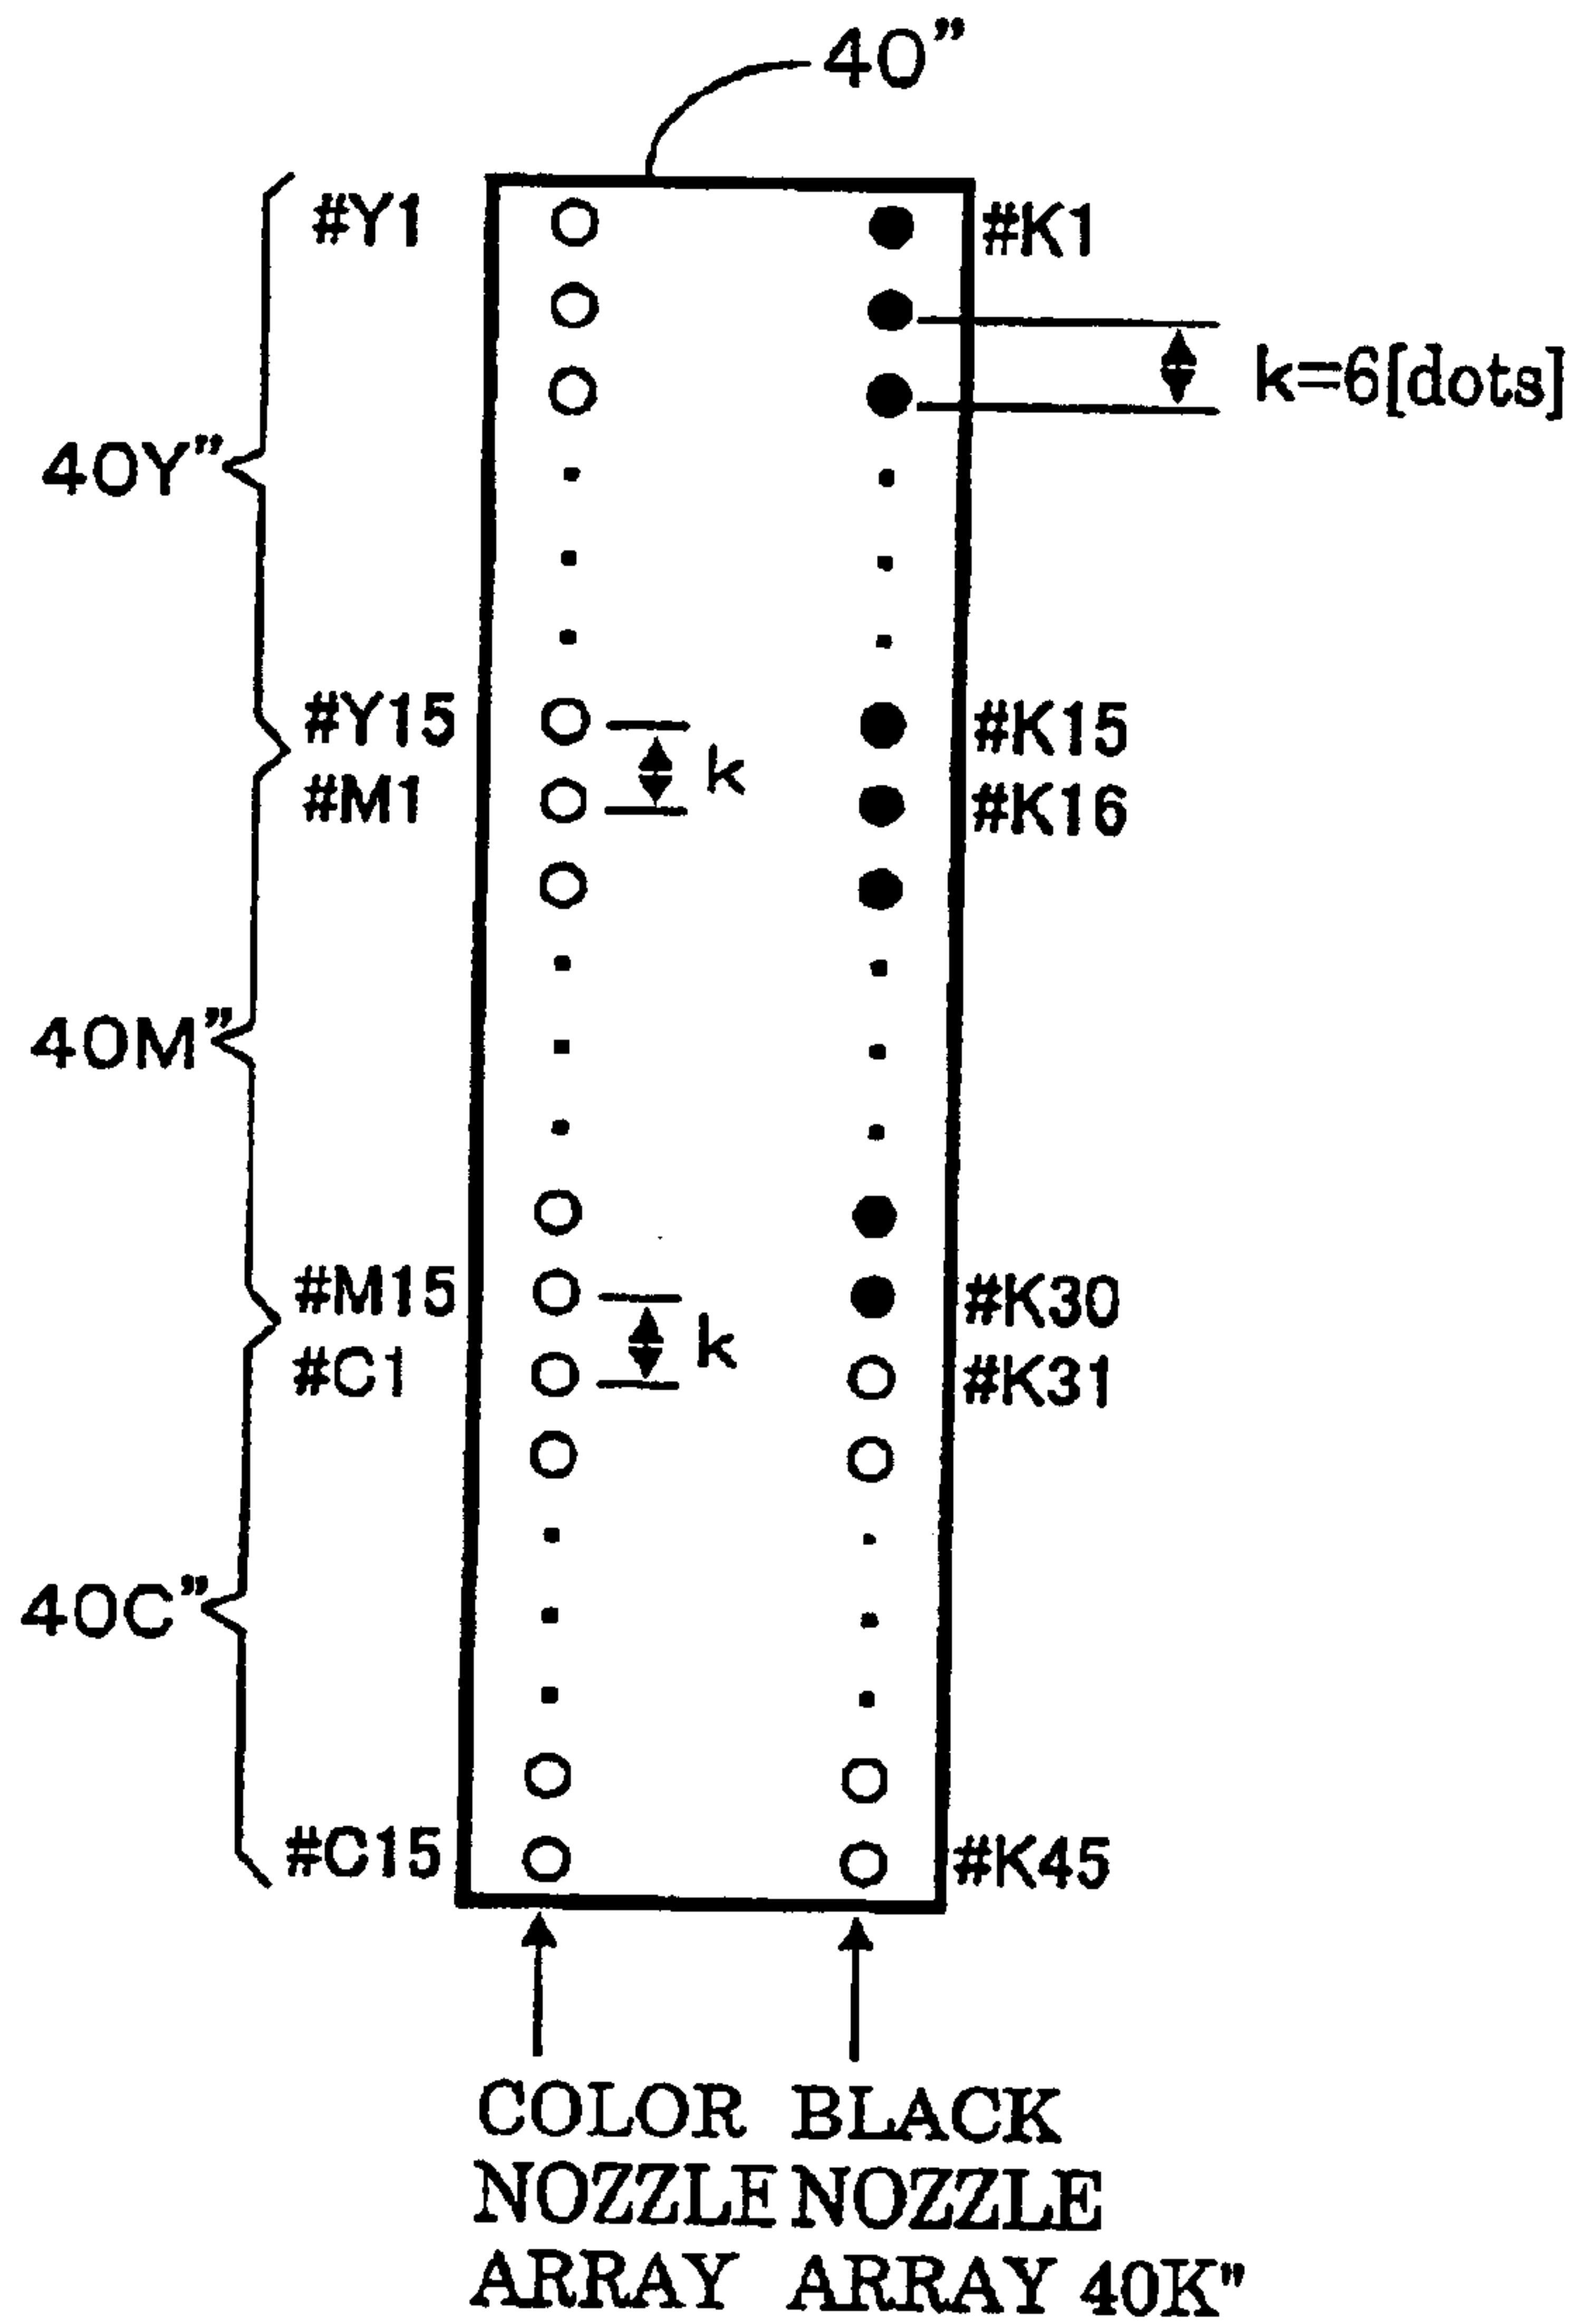 40”
#Y1 #K1
k=6[dots]
40Y”
#Y15 k #K15
#M1 #K16
40M”
#M15 #K30
k
#C1 #K31
40C”
#C15 #K45
COLOR BLACK
NOZZLE NOZZLE
ARRAY ARRAY 40K"